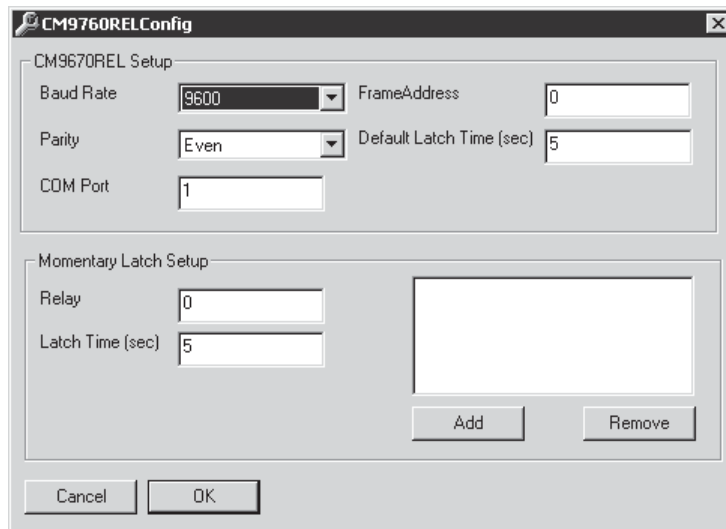 CM9760RELConfig
CM9670REL Setup
Baud Rate 9600 FrameAddress 0
Parity Even Default Latch Time (sec) 5
COM Port 1
Momentary Latch Setup
Relay 0
Latch Time (sec) 5
Add Remove
Cancel OK